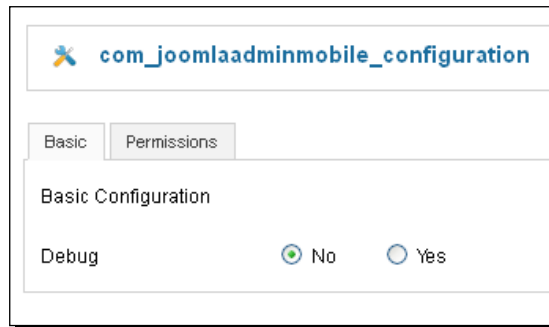 com_joomlaadminmobile_configuration
Basic Permissions
Basic Configuration
Debug No Yes